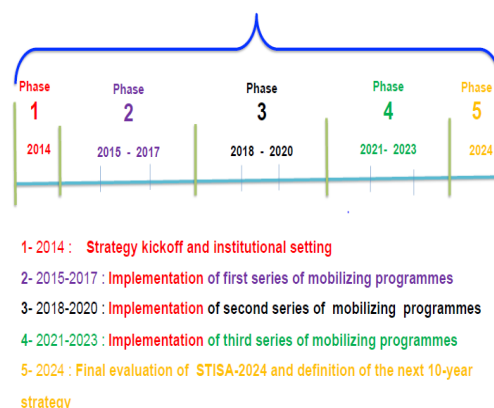 Phase Phase Phase Phase Phase
1 2 3 4 5
2014 2015 - 2017 2018 - 2020 2021- 2023 2024
1- 2014 : Strategy kickoff and institutional setting
2- 2015-2017 : Implementation of first series of mobilizing programmes
3- 2018-2020 : Implementation of second series of mobilizing programmes
4- 2021-2023 : Implementation of third series of mobilizing programmes
5- 2024 : Final evaluation of STISA-2024 and definition of the next 10-year
strategy